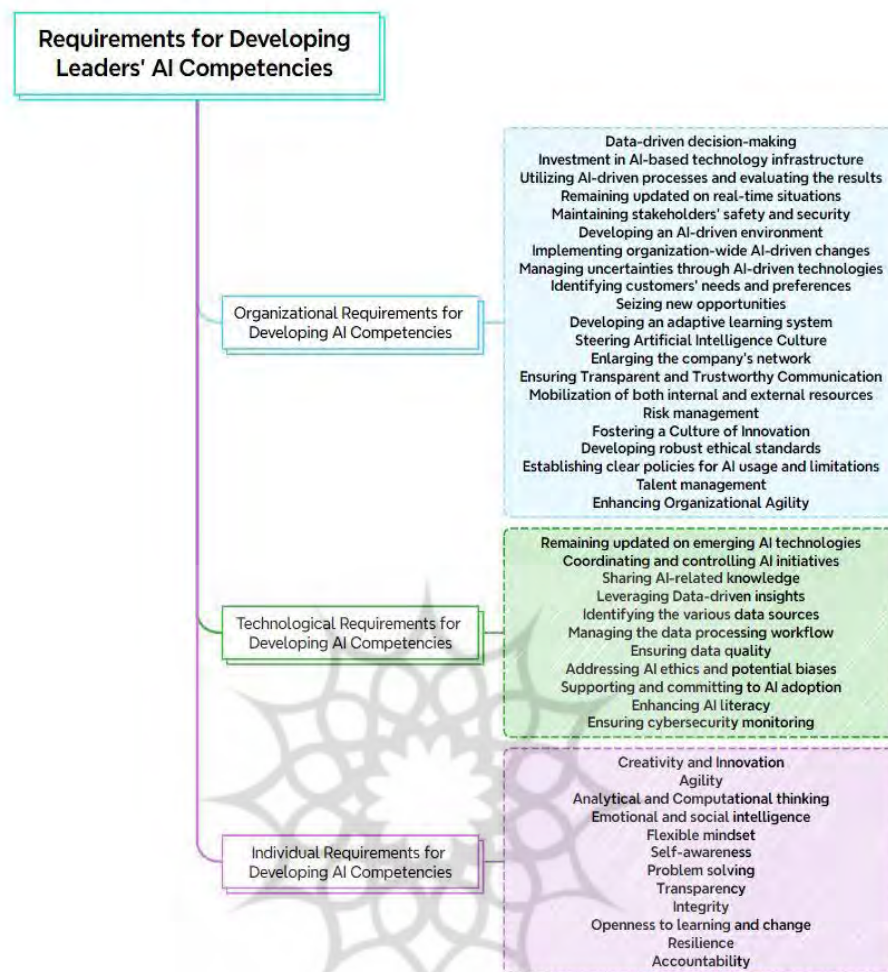 Requirements for Developing
Leaders' AI Competencies
Organizational Requirements for
Developing AI Competencies
Data-driven decision-making
Investment in AI-based technology infrastructure
Utilizing AI-driven processes and evaluating the results
Remaining updated on real-time situations
Maintaining stakeholders' safety and security
Developing an AI-driven environment
Implementing organization-wide AI-driven changes
Managing uncertainties through AI-driven technologies
Identifying customers' needs and preferences
Seizing new opportunities
Developing an adaptive learning system
Steering Artificial Intelligence Culture
Enlarging the company's network
Ensuring Transparent and Trustworthy Communication
Mobilization of both internal and external resources
Risk management
Fostering a Culture of Innovation
Developing robust ethical standards
Establishing clear policies for AI usage and limitations
Talent management
Enhancing Organizational Agility
Technological Requirements for
Developing AI Competencies
Remaining updated on emerging AI technologies
Coordinating and controlling AI initiatives
Sharing AI-related knowledge
Leveraging Data-driven insights
Identifying the various data sources
Managing the data processing workflow
Ensuring data quality
Addressing AI ethics and potential biases
Supporting and committing to AI adoption
Enhancing AI literacy
Ensuring cybersecurity monitoring
Individual Requirements for
Developing AI Competencies
Creativity and Innovation
Agility
Analytical and Computational thinking
Emotional and social intelligence
Flexible mindset
Self-awareness
Problem solving
Transparency
Integrity
Openness to learning and change
Resilience
Accountability